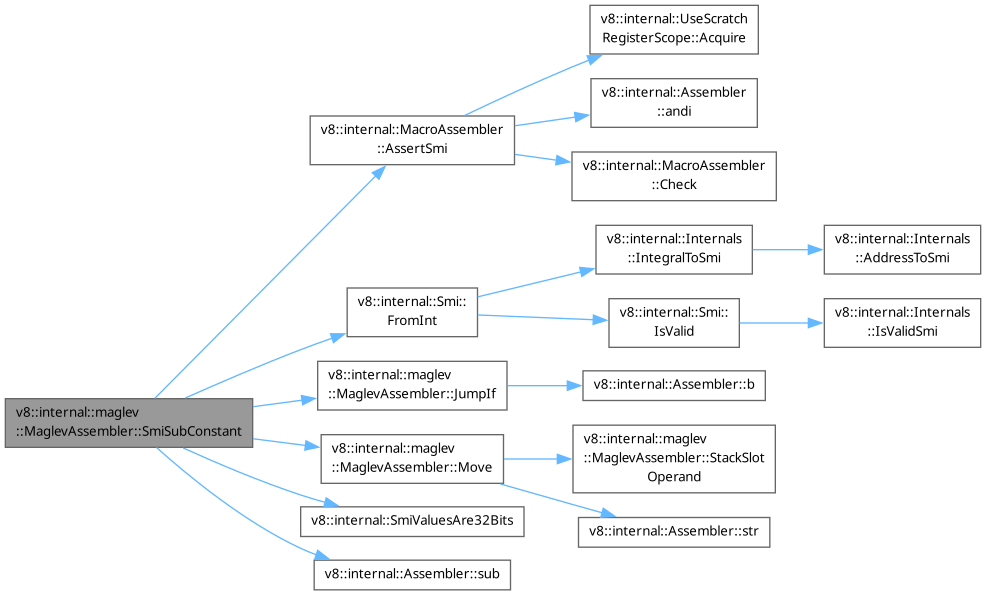 v8::internal::UseScratch
RegisterScope::Acquire
v8::internal::Assembler
::andi
v8::internal::MacroAssembler
::AssertSmi
v8::internal::MacroAssembler
::Check
v8::internal::Internals
::IntegralToSmi
v8::internal::Internals
::AddressToSmi
v8::internal::Smi::
FromInt
v8::internal::Smi::
IsValid
v8::internal::Internals
::IsValidSmi
v8::internal::maglev
::MaglevAssembler::JumpIf
v8::internal::Assembler::b
v8::internal::maglev
::MaglevAssembler::SmiSubConstant
v8::internal::maglev
::MaglevAssembler::Move
v8::internal::maglev
::MaglevAssembler::StackSlot
Operand
v8::internal::SmiValuesAre32Bits
v8::internal::Assembler::str
v8::internal::Assembler::sub